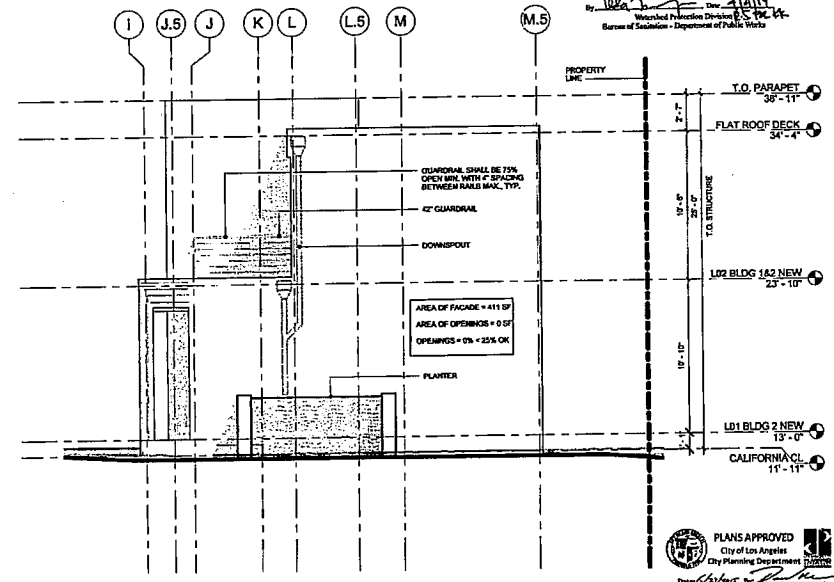 I J.5 J K L L.5 M M.5
By
Date
Watershed Protection Division
Bureau of Sanitation - Department of Public Works
PROPERTY
LINE
T.O. PARAPET
38' - 11"
FLAT ROOF DECK
34' - 4"
GUARDRAIL SHALL BE 75%
OPEN MIN. WITH 4" SPACING
BETWEEN RAILS MAX., TYP.
42" GUARDRAIL
DOWNSPOUT
10' - 6"
25' - 0"
T.O. STRUCTURE
L02 BLDG 1&2 NEW
23' - 10"
AREA OF FACADE = 411 SF
AREA OF OPENINGS = 0 SF
OPENINGS = 0% < 25% OK
10' - 10"
PLANTER
L01 BLDG 2 NEW
13' - 0"
CALIFORNIA CL
11' - 11"
PLANS APPROVED
City of Los Angeles
City Planning Department